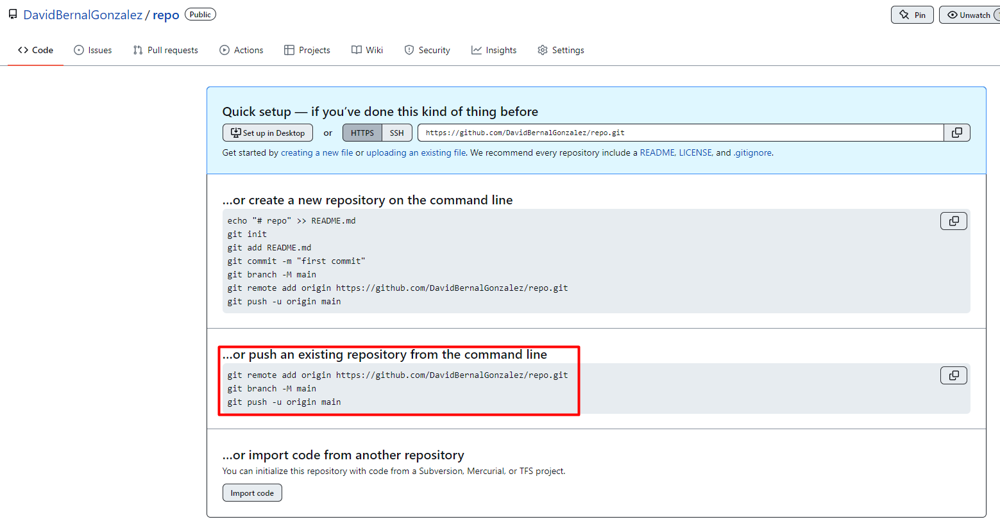 DavidBernalGonzalez / repo Public
Pin
Unwatch
Code
Issues
Pull requests
Actions
Projects
Wiki
Security
Insights
Settings
Quick setup — if you’ve done this kind of thing before
Set up in Desktop
or
HTTPS
SSH
https://github.com/DavidBernalGonzalez/repo.git
Get started by creating a new file or uploading an existing file. We recommend every repository include a README, LICENSE, and .gitignore.
…or create a new repository on the command line
echo "# repo" >> README.md
git init
git add README.md
git commit -m "first commit"
git branch -M main
git remote add origin https://github.com/DavidBernalGonzalez/repo.git
git push -u origin main
…or push an existing repository from the command line
git remote add origin https://github.com/DavidBernalGonzalez/repo.git
git branch -M main
git push -u origin main
…or import code from another repository
You can initialize this repository with code from a Subversion, Mercurial, or TFS project.
Import code